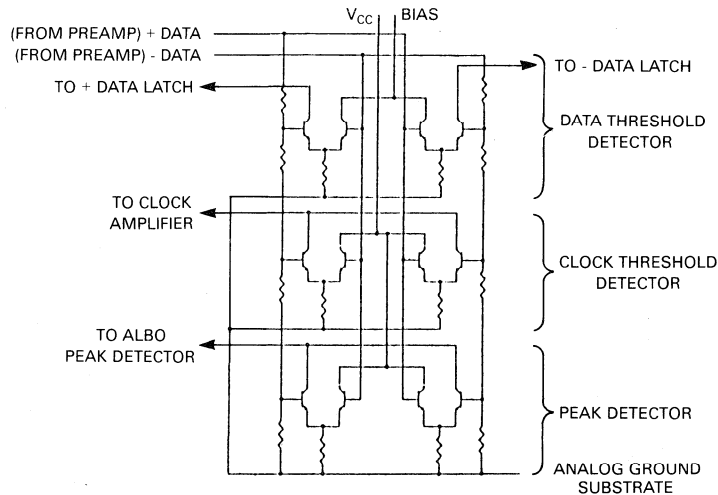 V_CC BIAS
(FROM PREAMP) + DATA
(FROM PREAMP) - DATA
TO + DATA LATCH
TO - DATA LATCH
DATA THRESHOLD
DETECTOR
TO CLOCK
AMPLIFIER
CLOCK THRESHOLD
DETECTOR
TO ALBO
PEAK DETECTOR
PEAK DETECTOR
ANALOG GROUND
SUBSTRATE